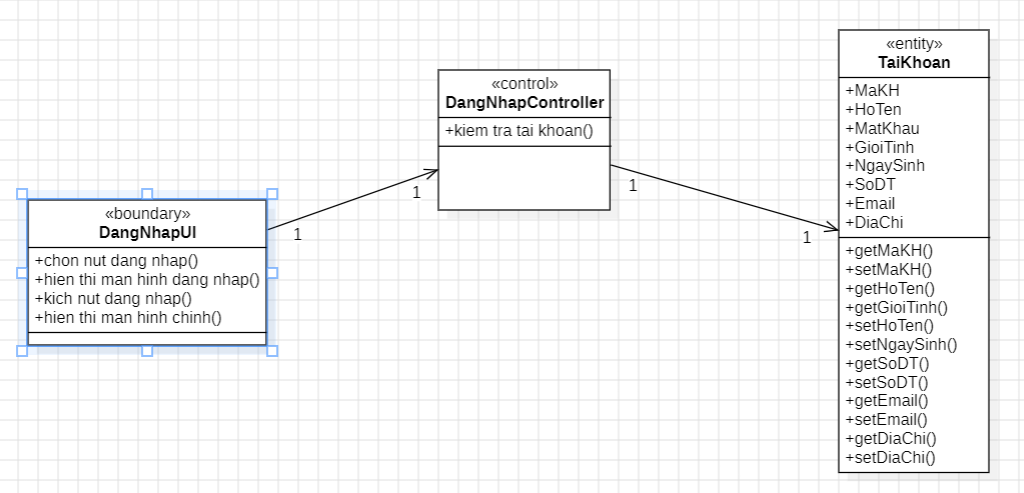 «boundary»
DangNhapUI
+chon nut dang nhap()
+hien thi man hinh dang nhap()
+kich nut dang nhap()
+hien thi man hinh chinh()
1
1
«control»
DangNhapController
+kiem tra tai khoan()
1
1
«entity»
TaiKhoan
+MaKH
+HoTen
+MatKhau
+GioiTinh
+NgaySinh
+SoDT
+Email
+DiaChi
+getMaKH()
+setMaKH()
+getHoTen()
+getGioiTinh()
+setHoTen()
+setNgaySinh()
+getSoDT()
+setSoDT()
+getEmail()
+setEmail()
+getDiaChi()
+setDiaChi()